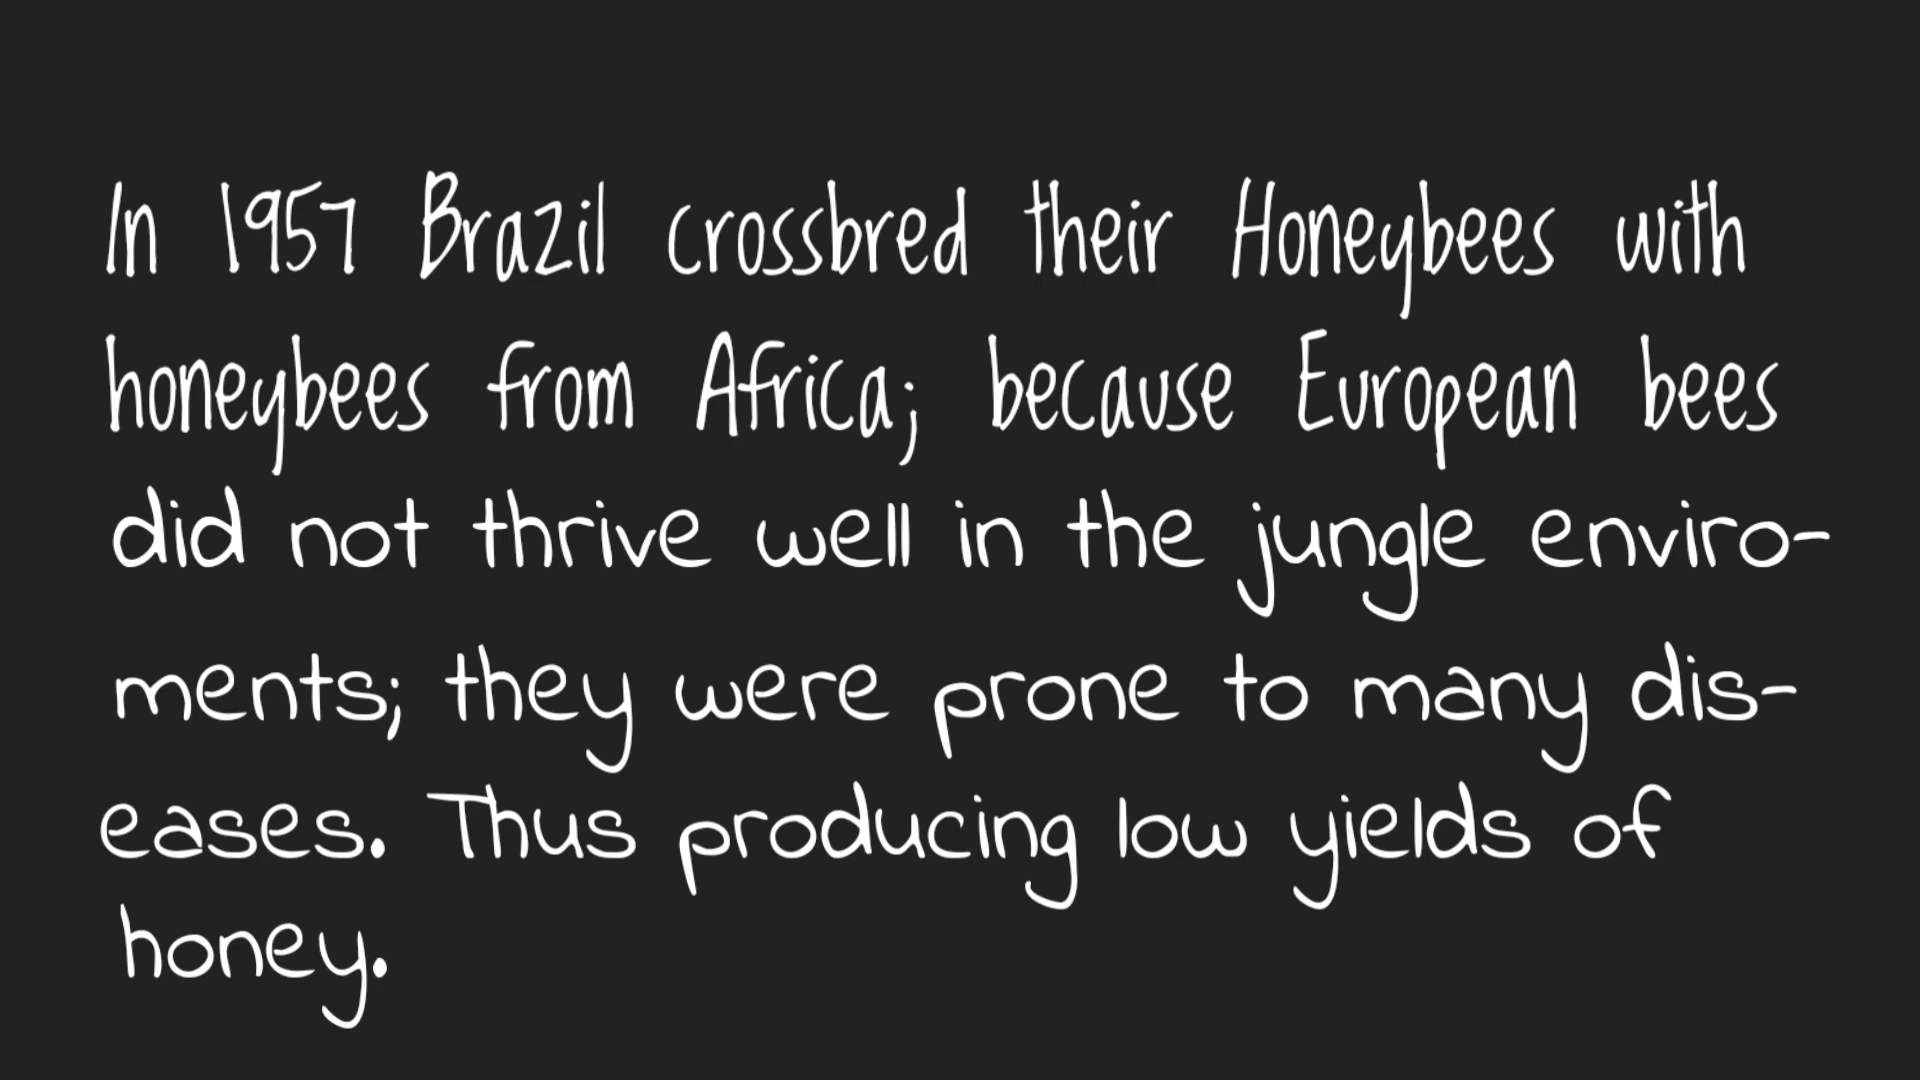 In 1957 Brazil crossbred their Honeybees with
honeybees from Africa; because European bees
did not thrive well in the jungle enviro-
ments; they were prone to many dis-
eases. Thus producing low yields of
honey.